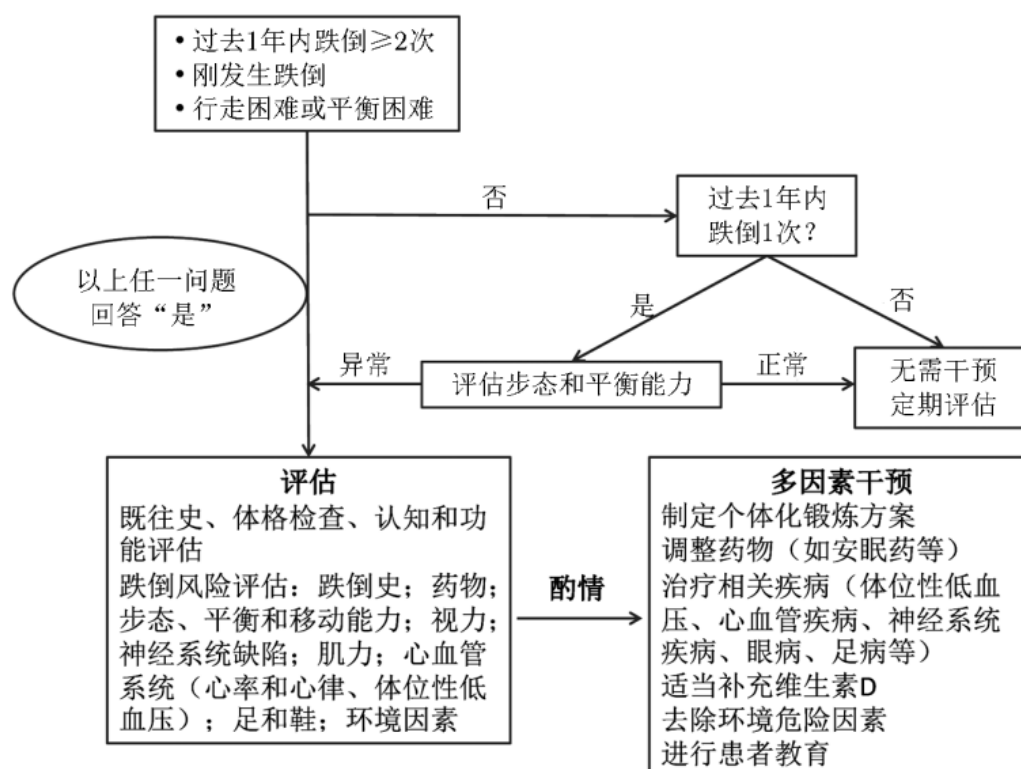 • 过去1年内跌倒≥2次
• 刚发生跌倒
• 行走困难或平衡困难
否
过去1年内
跌倒1次?
以上任一问题
回答“是”
是
否
异常
评估步态和平衡能力
正常
无需干预
定期评估
评估
既往史、体格检查、认知和功
能评估
跌倒风险评估：跌倒史；药物；
步态、平衡和移动能力；视力；
神经系统缺陷；肌力；心血管
系统（心率和心律、体位性低
血压）；足和鞋；环境因素
酌情
多因素干预
制定个体化锻炼方案
调整药物（如安眠药等）
治疗相关疾病（体位性低血
压、心血管疾病、神经系统
疾病、眼病、足病等）
适当补充维生素D
去除环境危险因素
进行患者教育